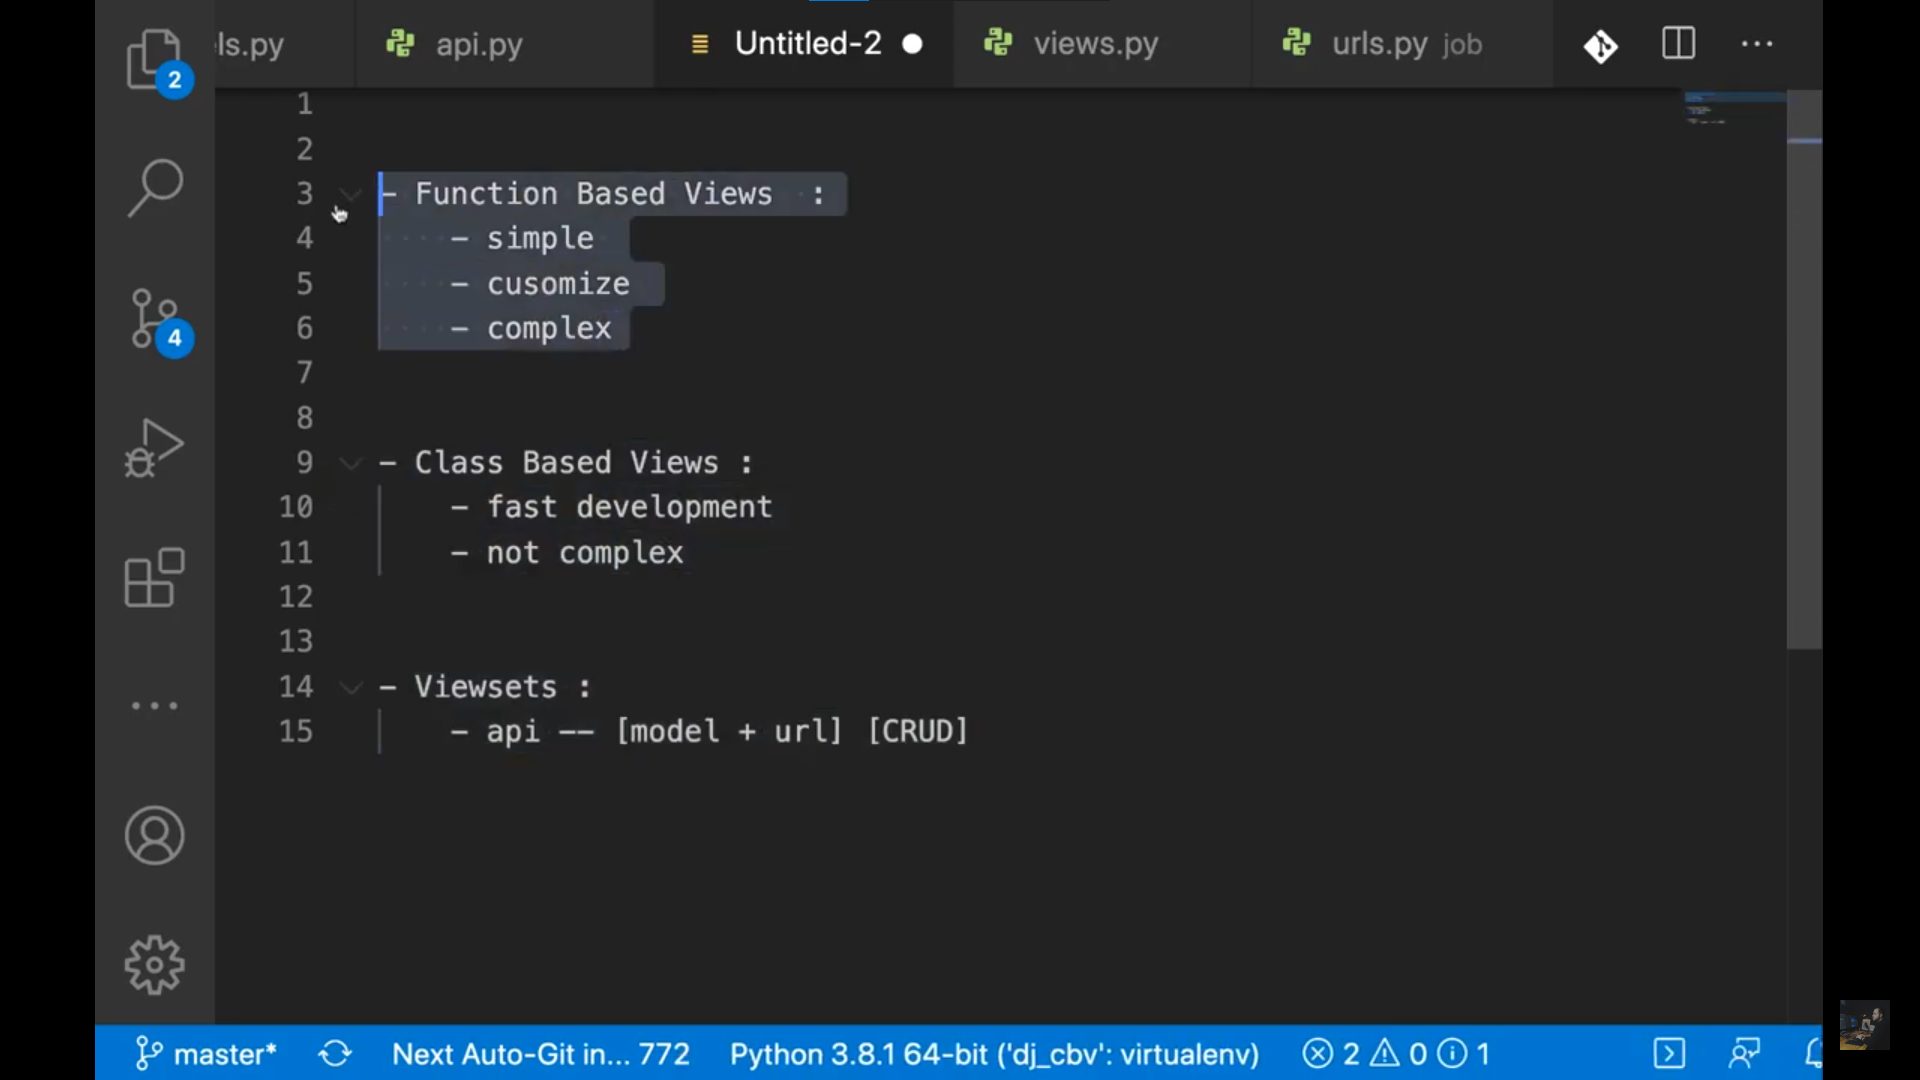 ls.py
api.py
Untitled-2
views.py
urls.py job
2
4
1
2
3 - Function Based Views :
4 - simple
5 - cusomize
6 - complex
7
8
9 - Class Based Views :
10 - fast development
11 - not complex
12
13
14 - Viewsets :
15 - api -- [model + url] [CRUD]
master* Next Auto-Git in... 772 Python 3.8.1 64-bit ('dj_cbv': virtualenv) 2 0 1